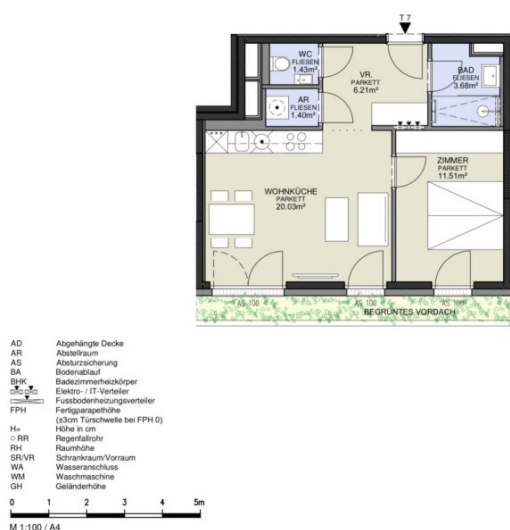 T 7
WC
FLIESEN
1.43m²
VR.
PARKETT
6.21m²
BAD
FLIESEN
3.68m²
AR
FLIESEN
1.40m²
ZIMMER
PARKETT
11.51m²
WOHNKÜCHE
PARKETT
20.03m²
AS 100
AS 100
AS 100
BEGRÜNTES VORDACH
AD Abgehängte Decke
AR Abstellraum
AS Absturzsicherung
BA Bodenablauf
BHK Badezimmerheizkörper
Elektro- / IT-Verteiler
Fussbodenheizungsverteiler
FPH Fertigparapethöhe
(±3cm Türschwelle bei FPH 0)
H= Höhe in cm
○ RR Regenfallrohr
RH Raumhöhe
SR/VR Schrankraum/Vorraum
WA Wasseranschluss
WM Waschmaschine
GH Geländerhöhe
0 1 2 3 4 5m
M 1:100 / A4